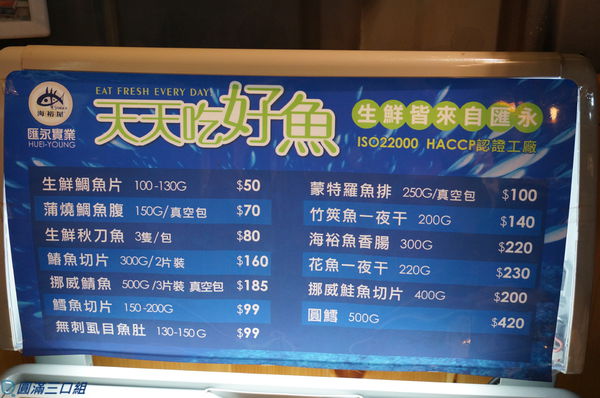 EAT FRESH EVERY DAY
天天吃好魚
海裕屋
匯永實業
HUEI-YOUNG
生鮮皆來自匯永
ISO22000 HACCP認證工廠
生鮮鯛魚片 100-130G $50
蒲燒鯛魚腹 150G/真空包 $70
生鮮秋刀魚 3隻/包 $80
鰆魚切片 300G/2片裝 $160
挪威鯖魚 500G/3片裝 真空包 $185
鱈魚切片 150-200G $99
無刺虱目魚肚 130-150G $99
蒙特羅魚排 250G/真空包 $100
竹筴魚一夜干 200G $140
海裕魚香腸 300G $220
花魚一夜干 220G $230
挪威鮭魚切片 400G $200
圓鱈 500G $420
圓滿三口組